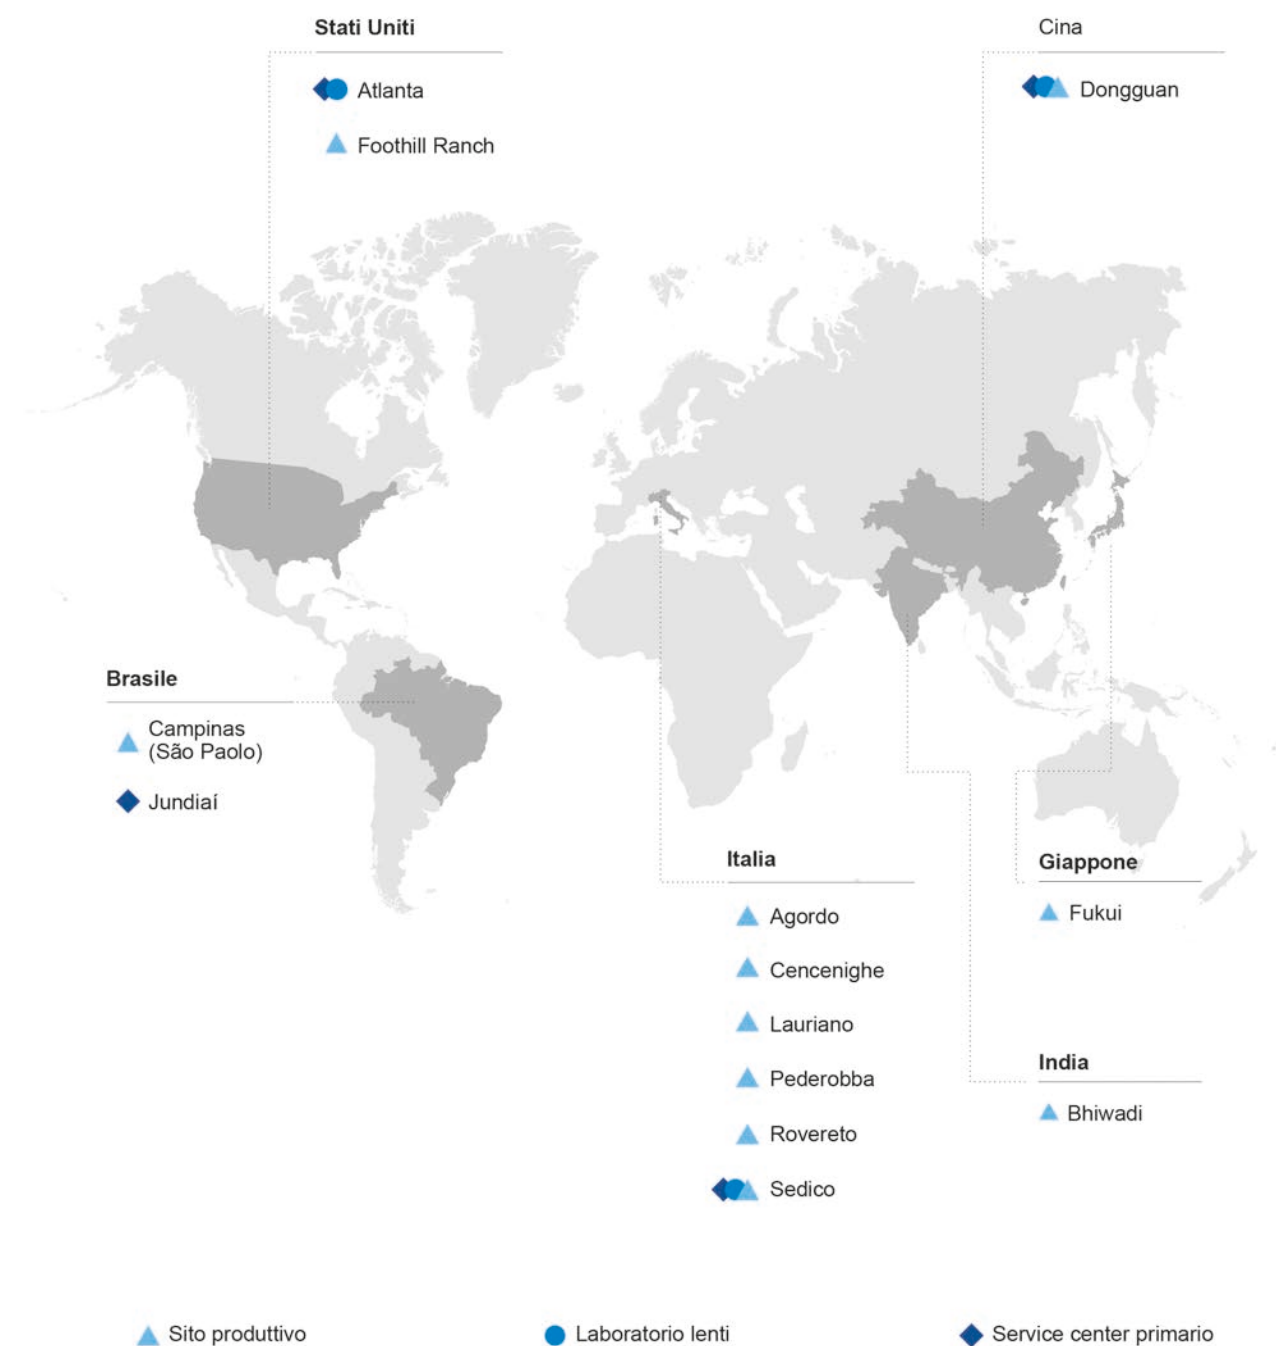 Stati Uniti
Atlanta
Foothill Ranch
Cina
Dongguan
Brasile
Campinas
(São Paolo)
Jundiaí
Italia
Agordo
Cencenighe
Lauriano
Pederobba
Rovereto
Sedico
Giappone
Fukui
India
Bhiwadi
Sito produttivo
Laboratorio lenti
Service center primario